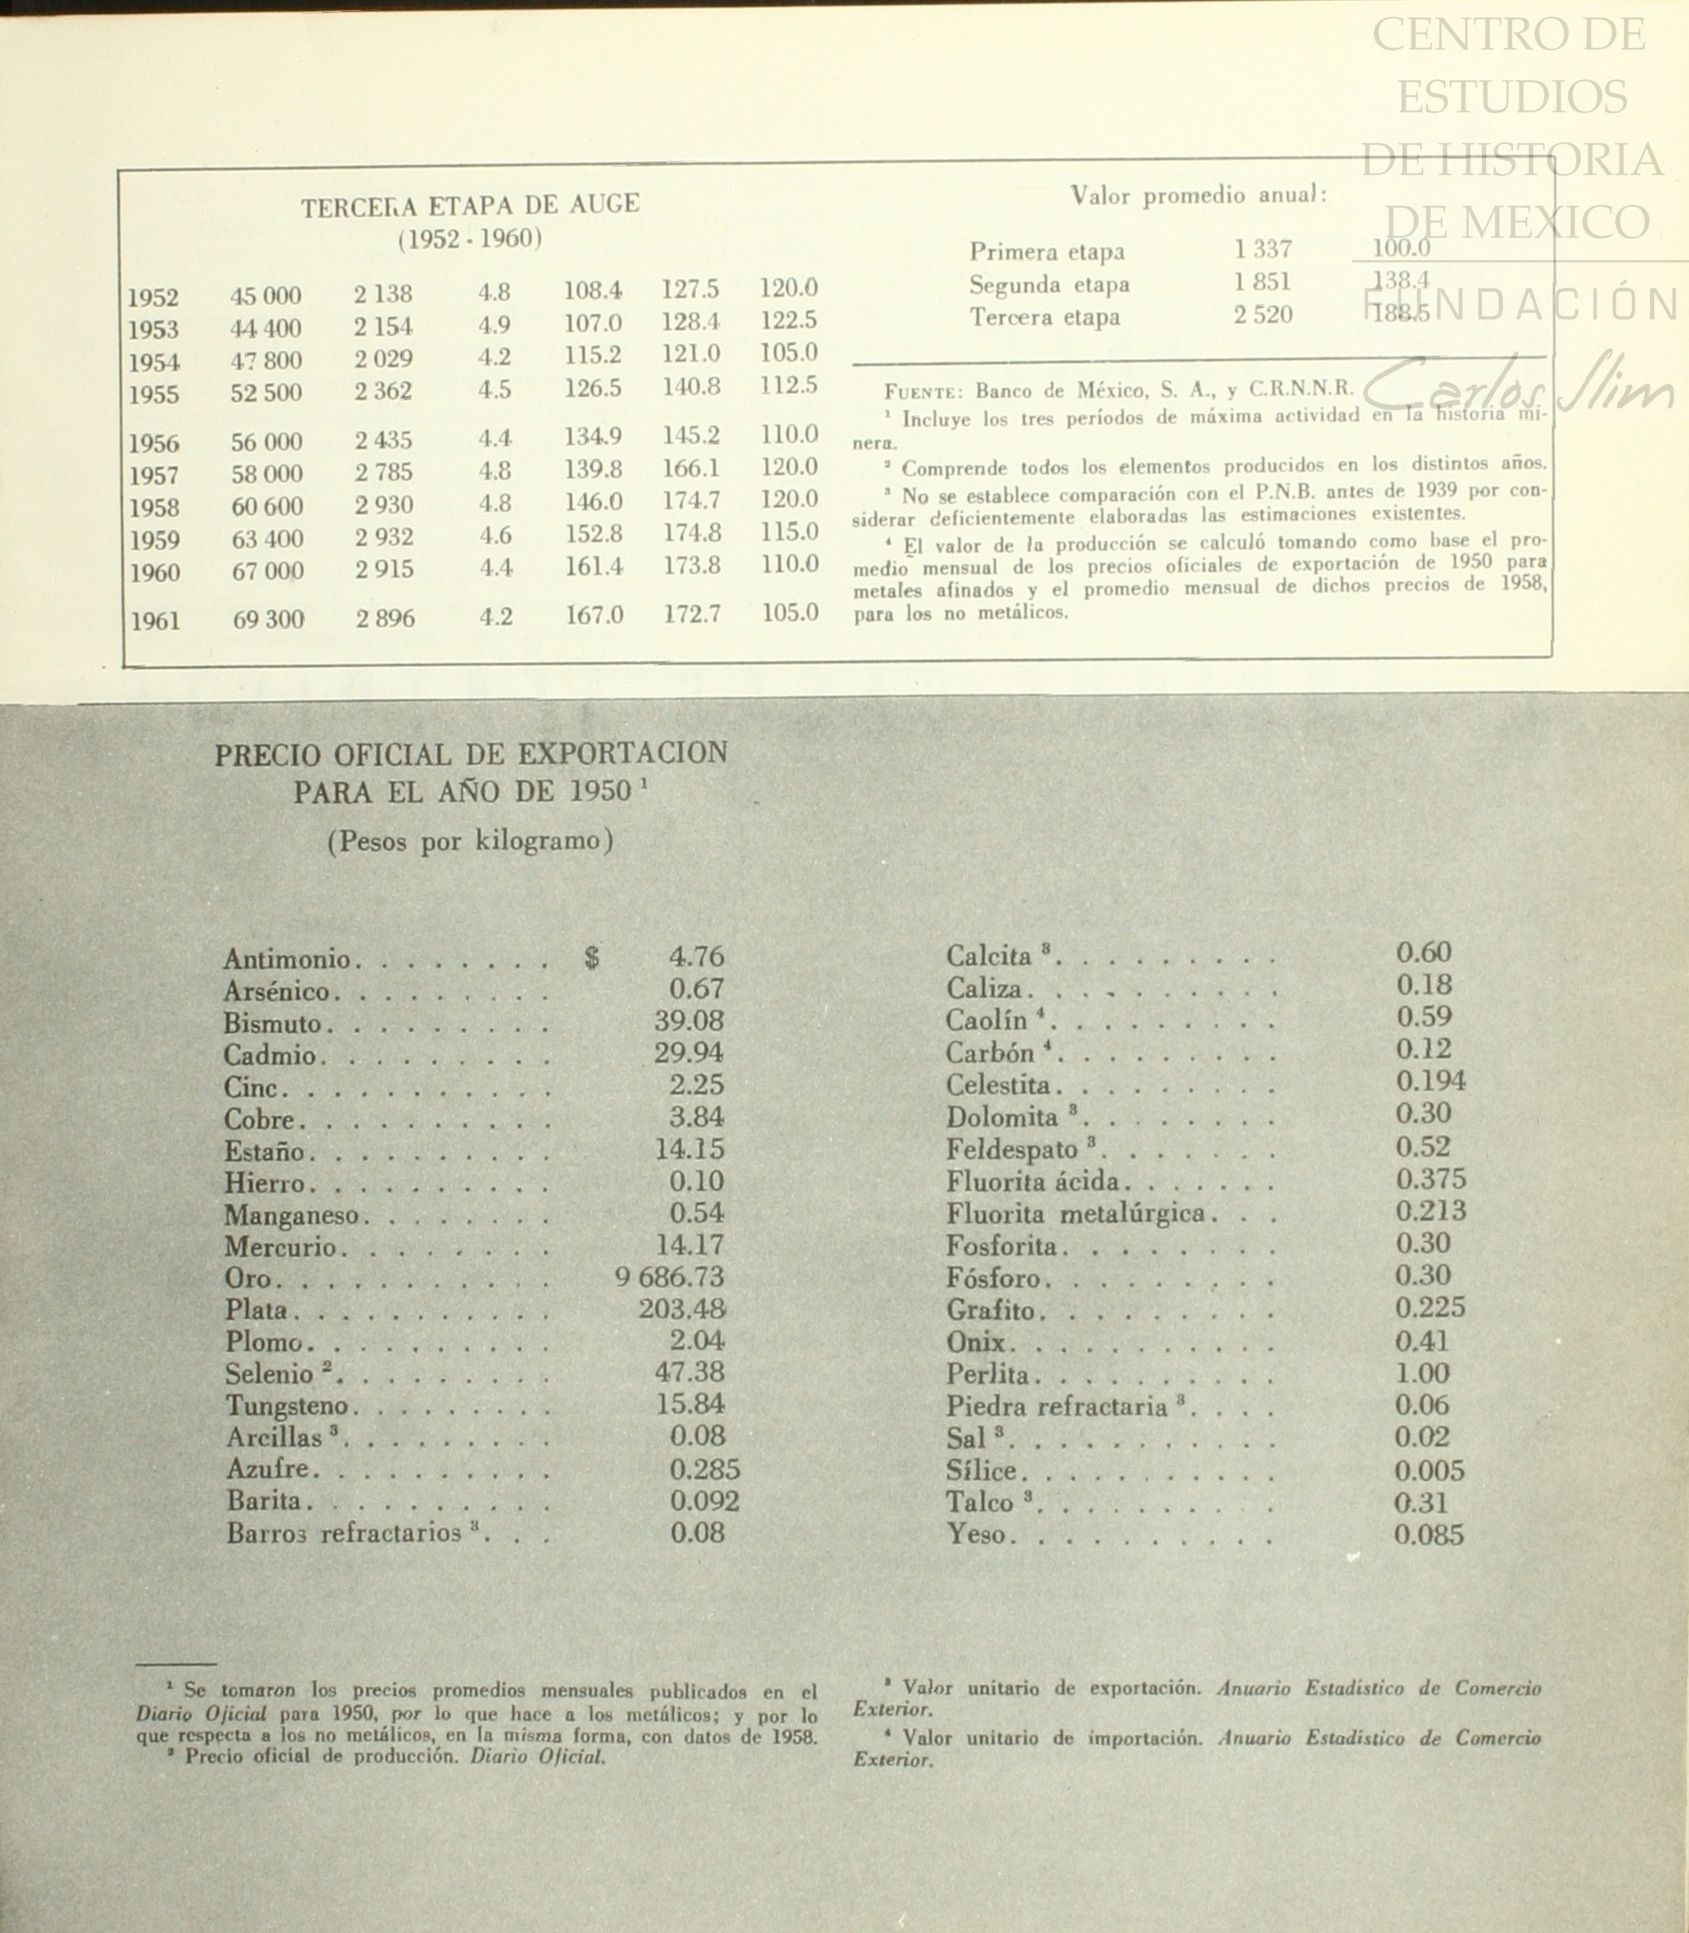 CENTRO DE
ESTUDIOS
DE HISTORIA
DE MEXICO
FUNDACIÓN
Carlos Slim
TERCERA ETAPA DE AUGE
(1952 - 1960)
1952 45 000 2 138 4.8 108.4 127.5 120.0
1953 44 400 2 154 4.9 107.0 128.4 122.5
1954 47 800 2 029 4.2 115.2 121.0 105.0
1955 52 500 2 362 4.5 126.5 140.8 112.5
1956 56 000 2 435 4.4 134.9 145.2 110.0
1957 58 000 2 785 4.8 139.8 166.1 120.0
1958 60 600 2 930 4.8 146.0 174.7 120.0
1959 63 400 2 932 4.6 152.8 174.8 115.0
1960 67 000 2 915 4.4 161.4 173.8 110.0
1961 69 300 2 896 4.2 167.0 172.7 105.0
Valor promedio anual:
Primera etapa 1 337 100.0
Segunda etapa 1 851 138.4
Tercera etapa 2 520 188.5
FUENTE: Banco de México, S. A., y C.R.N.N.R.
¹ Incluye los tres períodos de máxima actividad en la historia mi-
nera.
² Comprende todos los elementos producidos en los distintos años.
³ No se establece comparación con el P.N.B. antes de 1939 por con-
siderar deficientemente elaboradas las estimaciones existentes.
⁴ El valor de la producción se calculó tomando como base el pro-
medio mensual de los precios oficiales de exportación de 1950 para
metales afinados y el promedio mensual de dichos precios de 1958,
para los no metálicos.
PRECIO OFICIAL DE EXPORTACION
PARA EL AÑO DE 1950 ¹
(Pesos por kilogramo)
Antimonio. . . . . . . . $ 4.76
Arsénico. . . . . . . . . 0.67
Bismuto. . . . . . . . . 39.08
Cadmio. . . . . . . . . 29.94
Cinc. . . . . . . . . . . 2.25
Cobre. . . . . . . . . . 3.84
Estaño. . . . . . . . . . 14.15
Hierro. . . . . . . . . . 0.10
Manganeso. . . . . . . . 0.54
Mercurio. . . . . . . . . 14.17
Oro. . . . . . . . . . . 9 686.73
Plata. . . . . . . . . . . 203.48
Plomo. . . . . . . . . . 2.04
Selenio ². . . . . . . . . 47.38
Tungsteno. . . . . . . . 15.84
Arcillas ³. . . . . . . . . 0.08
Azufre. . . . . . . . . . 0.285
Barita. . . . . . . . . . 0.092
Barros refractarios ³. . . 0.08
Calcita ³. . . . . . . . . 0.60
Caliza. . . . . . . . . . 0.18
Caolín ⁴. . . . . . . . . 0.59
Carbón ⁴. . . . . . . . . 0.12
Celestita. . . . . . . . . 0.194
Dolomita ³. . . . . . . . 0.30
Feldespato ³. . . . . . . 0.52
Fluorita ácida. . . . . . . 0.375
Fluorita metalúrgica. . . 0.213
Fosforita. . . . . . . . . 0.30
Fósforo. . . . . . . . . 0.30
Grafito. . . . . . . . . 0.225
Onix. . . . . . . . . . . 0.41
Perlita. . . . . . . . . . 1.00
Piedra refractaria ³. . . . 0.06
Sal ³. . . . . . . . . . . 0.02
Sílice. . . . . . . . . . . 0.005
Talco ³. . . . . . . . . . 0.31
Yeso. . . . . . . . . . . 0.085
¹ Se tomaron los precios promedios mensuales publicados en el
Diario Oficial para 1950, por lo que hace a los metálicos; y por lo
que respecta a los no metálicos, en la misma forma, con datos de 1958.
² Precio oficial de producción. Diario Oficial.
³ Valor unitario de exportación. Anuario Estadístico de Comercio
Exterior.
⁴ Valor unitario de importación. Anuario Estadístico de Comercio
Exterior.